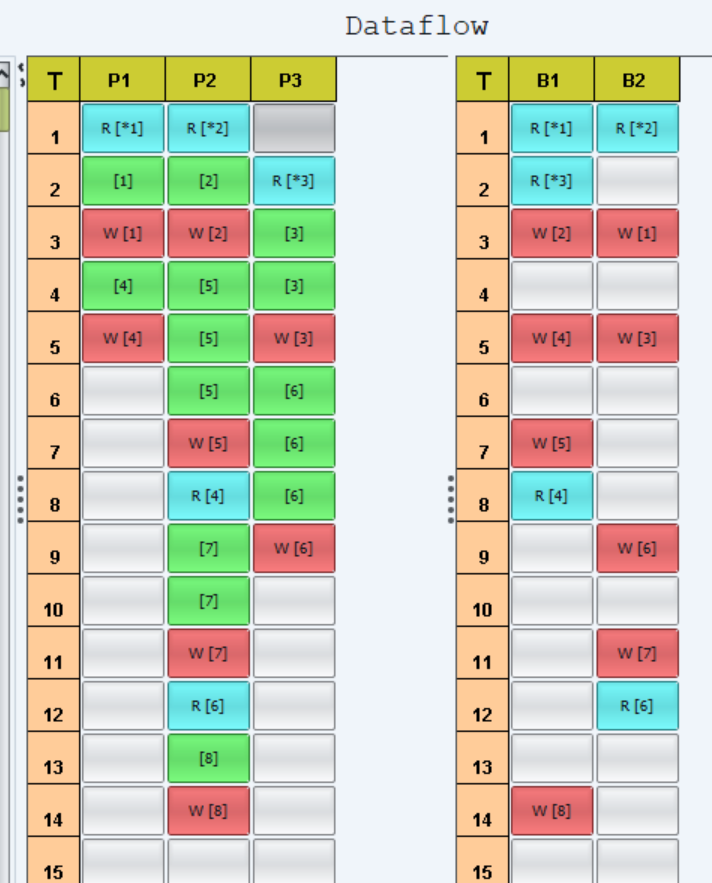 Dataflow
T P1 P2 P3 T B1 B2
1 R [*1] R [*2] 1 R [*1] R [*2]
2 [1] [2] R [*3] 2 R [*3]
3 W [1] W [2] [3] 3 W [2] W [1]
4 [4] [5] [3] 4
5 W [4] [5] W [3] 5 W [4] W [3]
6 [5] [6] 6
7 W [5] [6] 7 W [5]
8 R [4] [6] 8 R [4]
9 [7] W [6] 9 W [6]
10 [7] 10
11 W [7] 11 W [7]
12 R [6] 12 R [6]
13 [8] 13
14 W [8] 14 W [8]
15 15